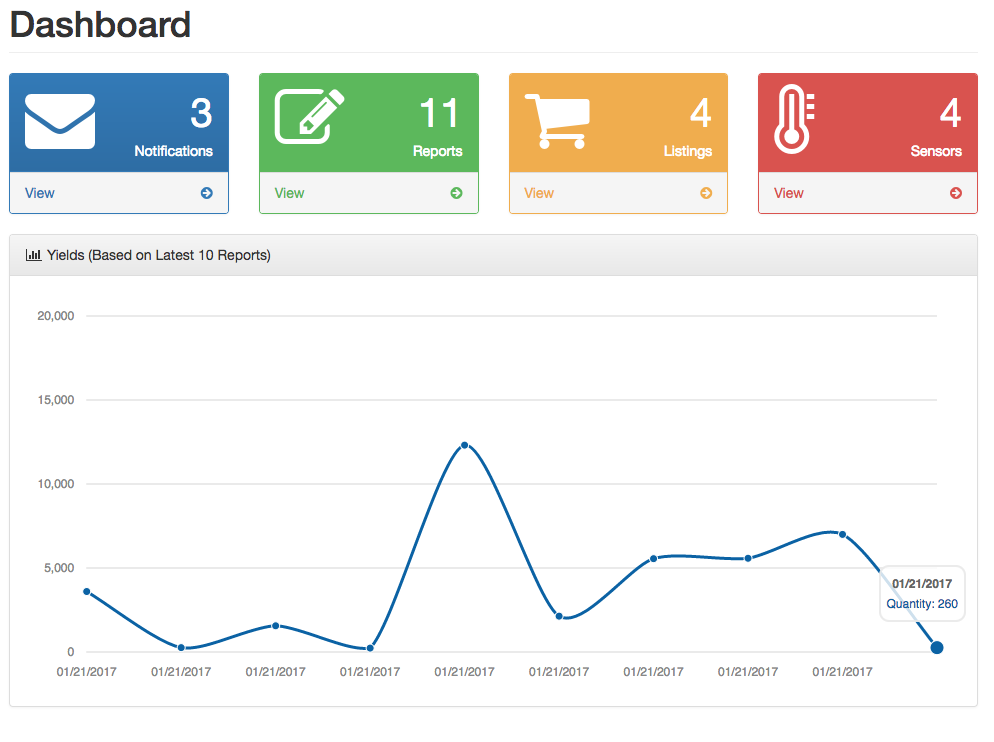 Dashboard
3
Notifications
View
11
Reports
View
4
Listings
View
4
Sensors
View
Yields (Based on Latest 10 Reports)
20,000
15,000
10,000
5,000
0
01/21/2017
Quantity: 260
01/21/2017 01/21/2017 01/21/2017 01/21/2017 01/21/2017 01/21/2017 01/21/2017 01/21/2017 01/21/2017